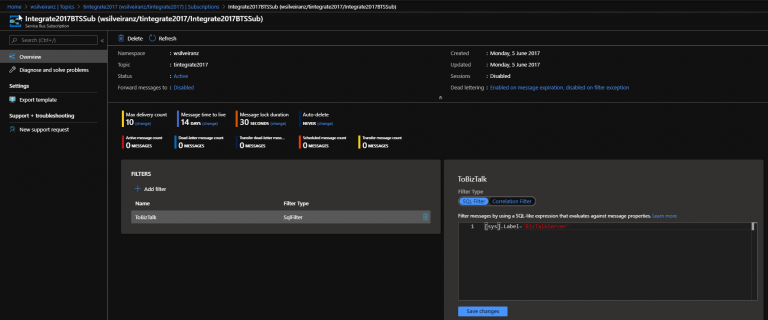 Home > wsilveiranz | Topics > tintegrate2017 (wsilveiranz/tintegrate2017) | Subscriptions > Integrate2017BTSSub (wsilveiranz/tintegrate2017/Integrate2017BTSSub)
Integrate2017BTSSub (wsilveiranz/tintegrate2017/Integrate2017BTSSub)
Service Bus Subscription
Search (Ctrl+/)
Overview
Diagnose and solve problems
Settings
Export template
Support + troubleshooting
New support request
Delete Refresh
Namespace : wsilveiranz
Topic : tintegrate2017
Status : Active
Forward messages to : Disabled
Created : Monday, 5 June 2017
Updated : Monday, 5 June 2017
Sessions : Disabled
Dead lettering : Enabled on message expiration, disabled on filter exception
Max delivery count
10 (change)
Message time to live
14 DAYS (change)
Message lock duration
30 SECONDS (change)
Auto-delete
NEVER (change)
Active message count
0 MESSAGES
Dead-letter message count
0 MESSAGES
Transfer dead-letter mess...
0 MESSAGES
Scheduled message count
0 MESSAGES
Transfer message count
0 MESSAGES
FILTERS
+ Add filter
Name Filter Type
ToBizTalk SqlFilter
ToBizTalk
Filter Type
SQL Filter Correlation Filter
Filter messages by using a SQL-like expression that evaluates against message properties. Learn more
1 [sys].Label='BizTalkServer'
Save changes